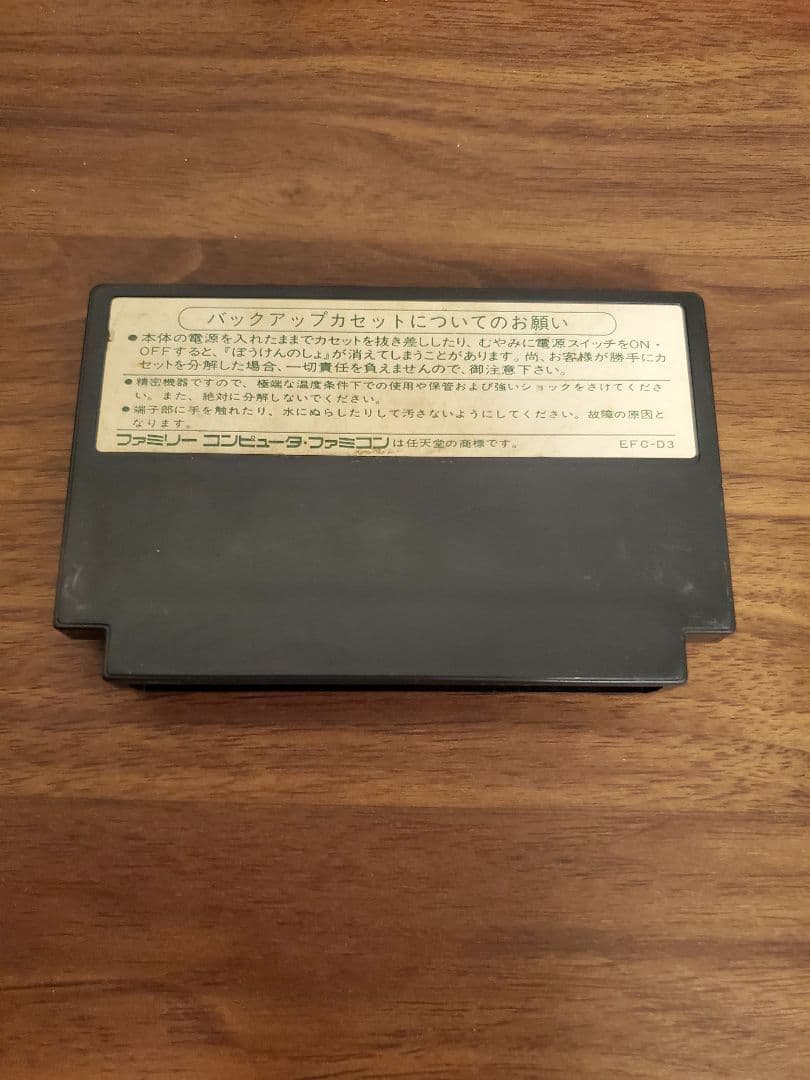 バックアップカセットについてのお願い
●本体の電源を入れたままでカセットを抜き差ししたり、むやみに電源スイッチをON・
OFFすると、『ぼうけんのしょ』が消えてしまうことがあります。尚、お客様が勝手にカ
セットを分解した場合、一切責任を負えませんので、御注意下さい。
●精密機器ですので、極端な温度条件下での使用や保管および強いショックをさけてくださ
い。また、絶対に分解しないでください。
●端子部に手を触れたり、水にぬらしたりして汚さないようにしてください。故障の原因と
なります。
ファミリー コンピュータ・ファミコンは任天堂の商標です。 EFC-D3